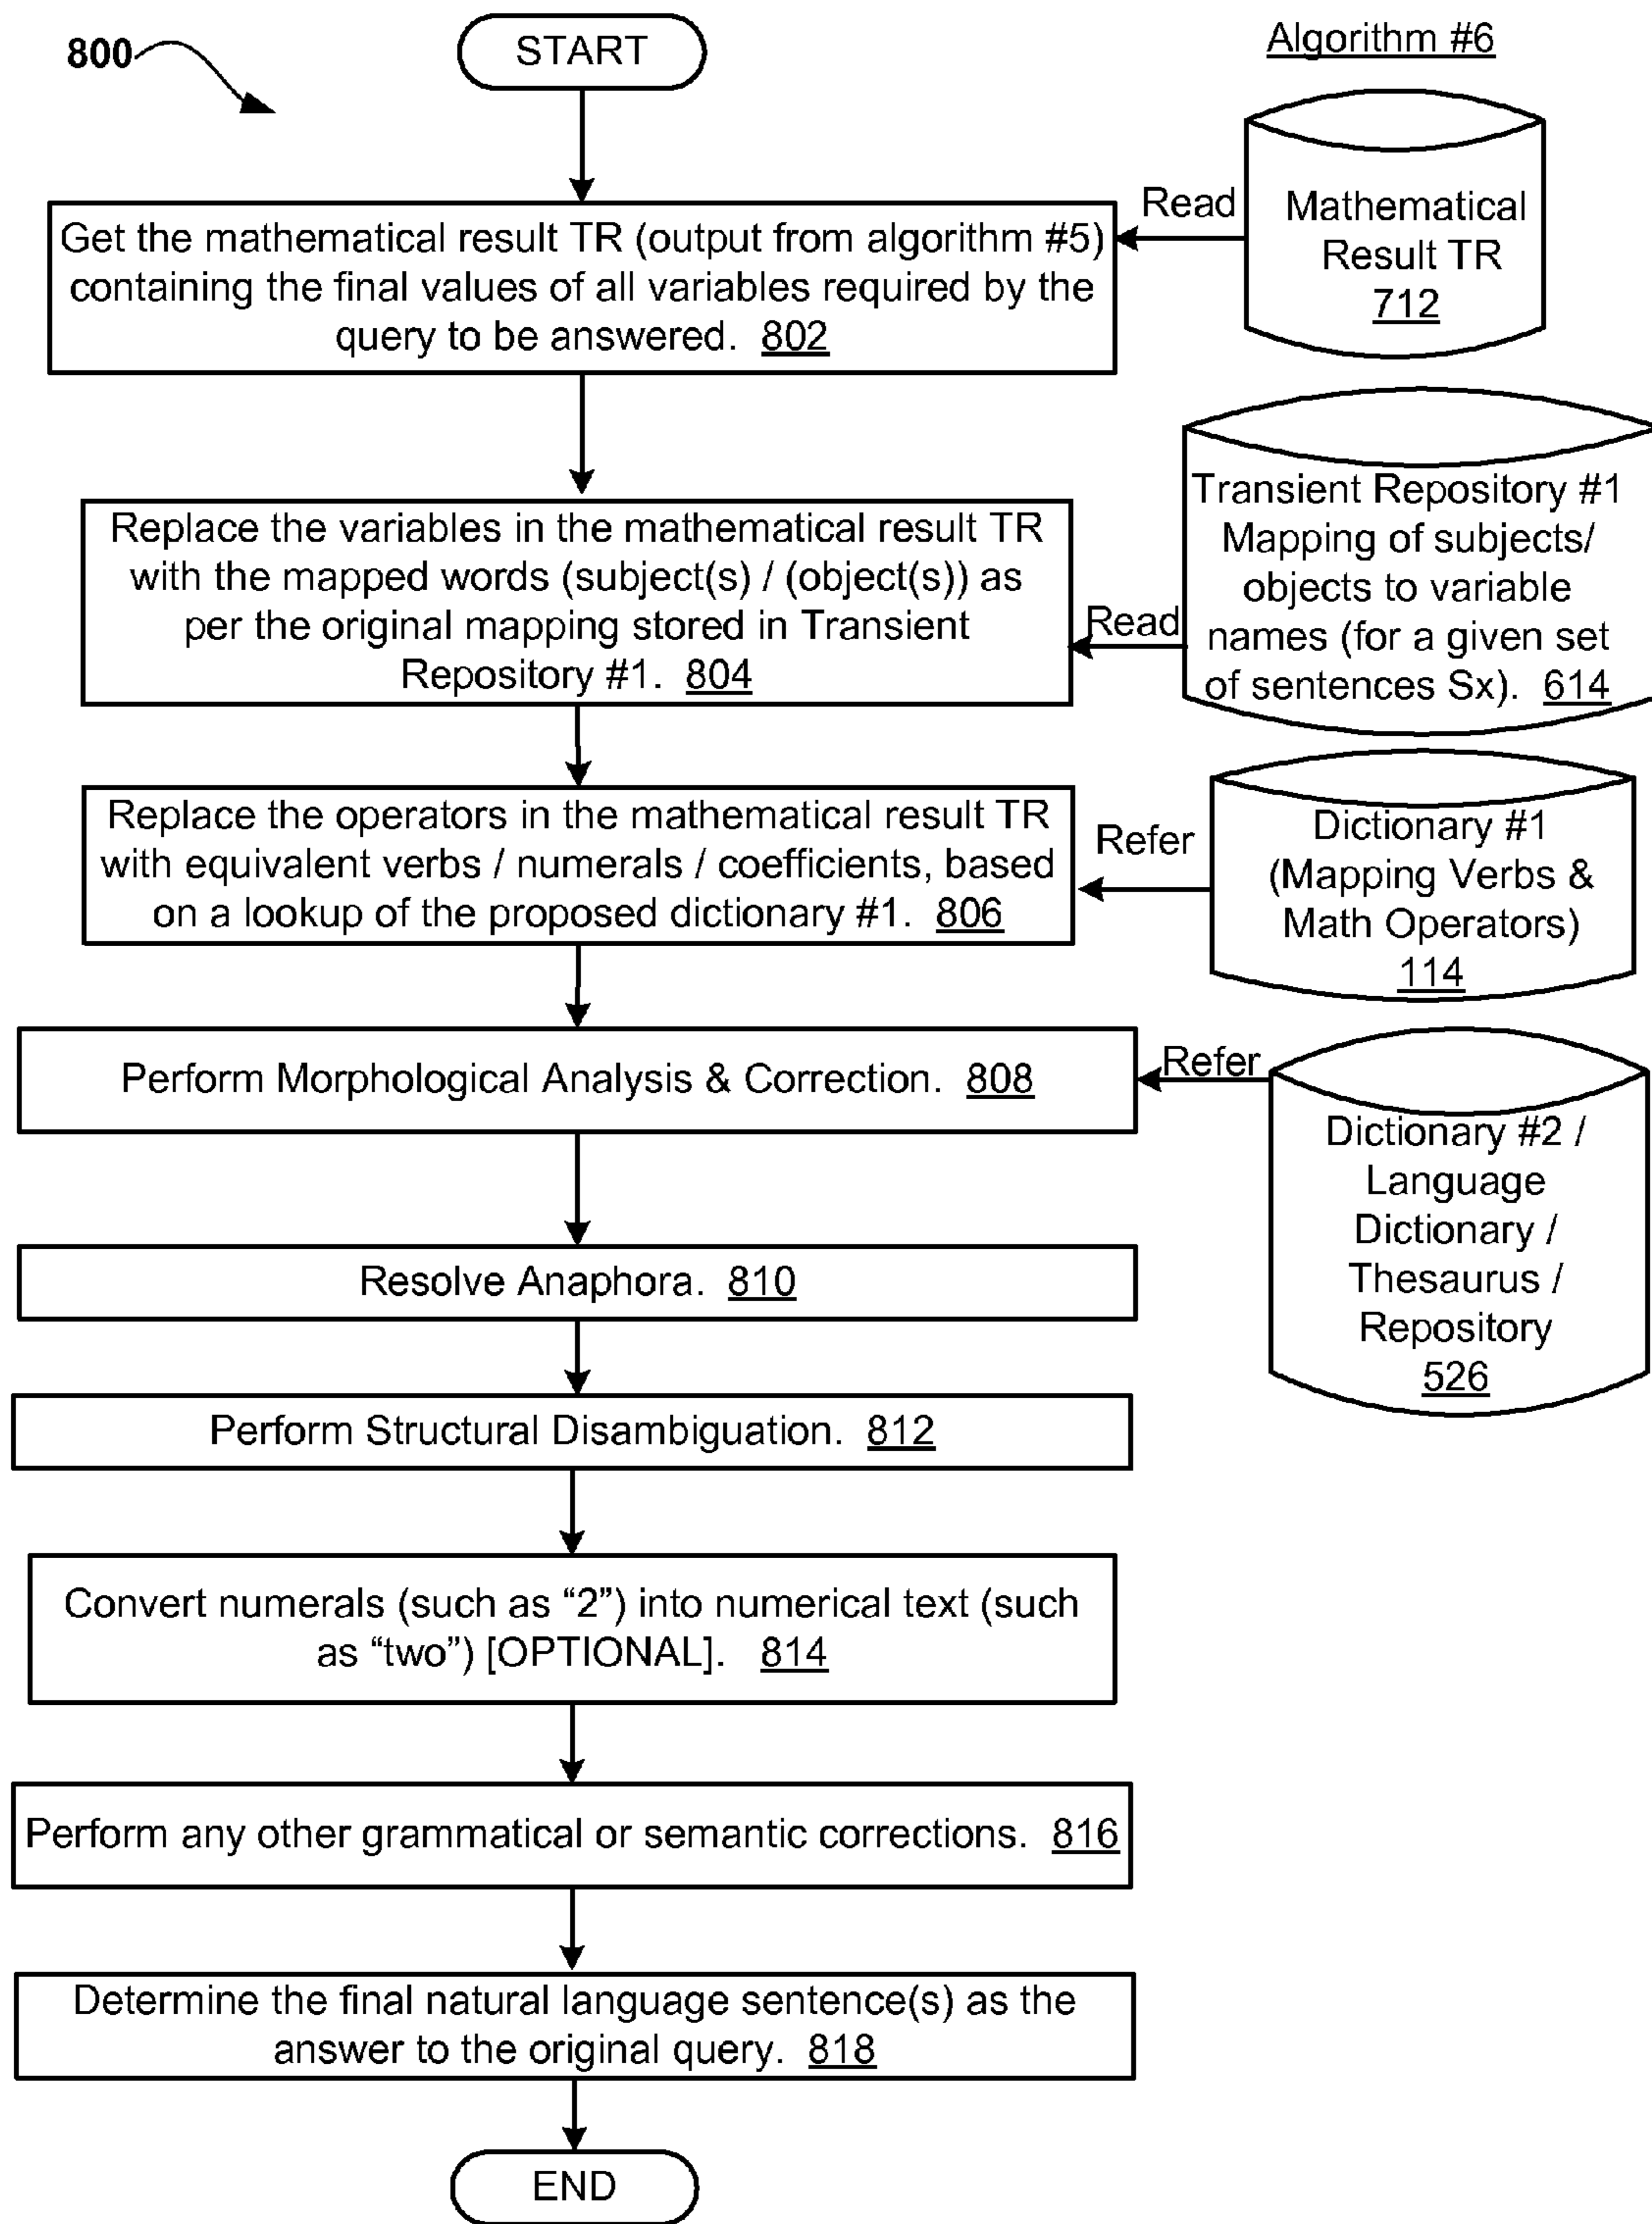 800
START
Algorithm #6
Get the mathematical result TR (output from algorithm #5)
containing the final values of all variables required by the
query to be answered. 802
Read
Mathematical
Result TR
712
Replace the variables in the mathematical result TR
with the mapped words (subject(s) / (object(s)) as
per the original mapping stored in Transient
Repository #1. 804
Read
Transient Repository #1
Mapping of subjects/
objects to variable
names (for a given set
of sentences Sx). 614
Replace the operators in the mathematical result TR
with equivalent verbs / numerals / coefficients, based
on a lookup of the proposed dictionary #1. 806
Refer
Dictionary #1
(Mapping Verbs &
Math Operators)
114
Perform Morphological Analysis & Correction. 808
Refer
Dictionary #2 /
Language
Dictionary /
Thesaurus /
Repository
526
Resolve Anaphora. 810
Perform Structural Disambiguation. 812
Convert numerals (such as “2”) into numerical text (such
as “two”) [OPTIONAL]. 814
Perform any other grammatical or semantic corrections. 816
Determine the final natural language sentence(s) as the
answer to the original query. 818
END